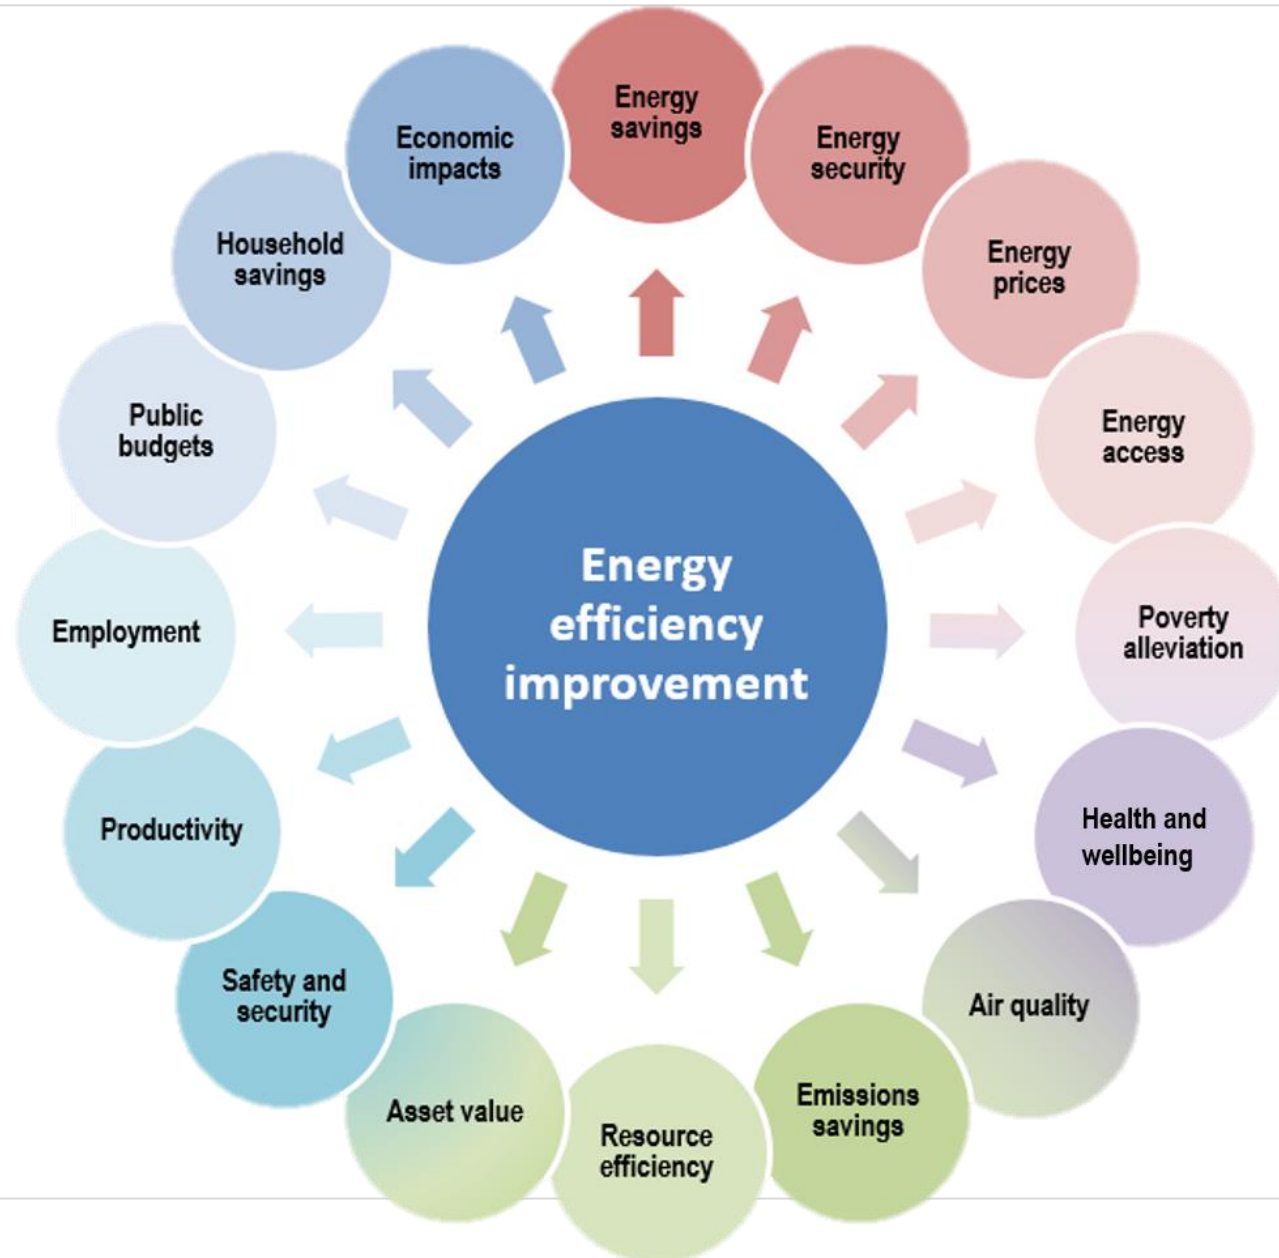 Energy
savings
Energy
security
Energy
prices
Energy
access
Poverty
alleviation
Health and
wellbeing
Air quality
Emissions
savings
Resource
efficiency
Asset value
Safety and
security
Productivity
Employment
Public
budgets
Household
savings
Economic
impacts
Energy
efficiency
improvement